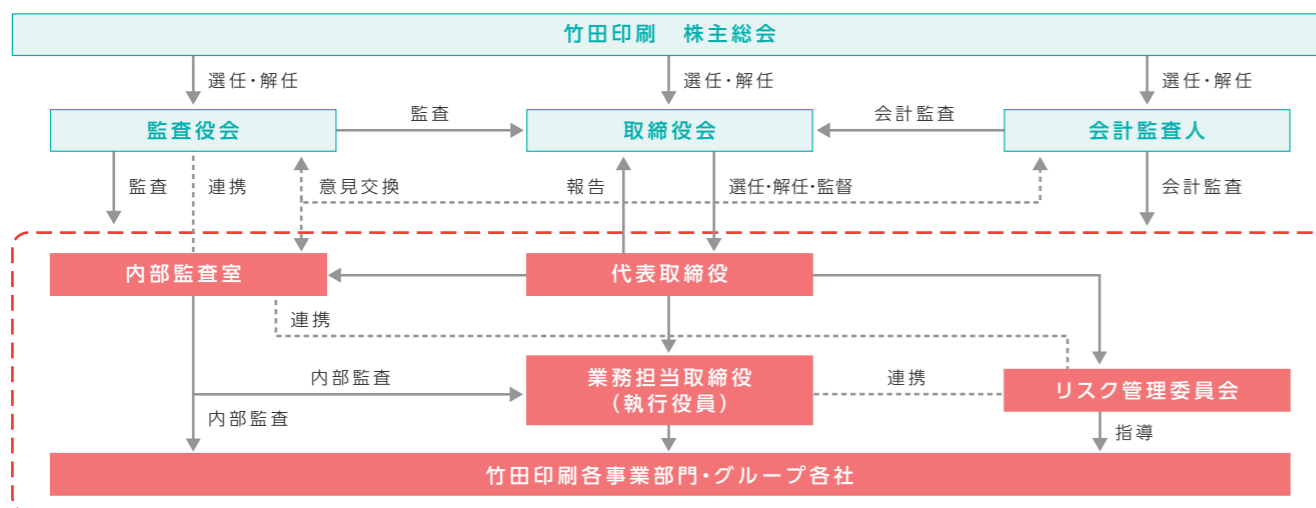 竹田印刷　株主総会
選任・解任
選任・解任
選任・解任
監査役会
監査
取締役会
会計監査
会計監査人
監査
連携
意見交換
報告
選任・解任・監督
会計監査
内部監査室
代表取締役
連携
内部監査
業務担当取締役
（執行役員）
連携
リスク管理委員会
内部監査
指導
竹田印刷各事業部門・グループ各社